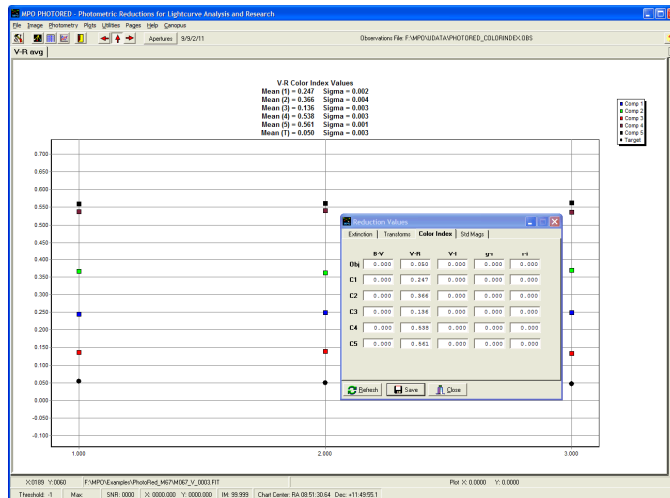 MPO PHOTORED - Photometric Reductions for Lightcurve Analysis and Research
File Image Photometry Plots Utilities Pages Help Canopus
Apertures 9/9/2/11 Observations File: F:\MPO\UDATA\PHOTORED_COLORINDEX.OBS
V-R avg
V-R Color Index Values
Mean (1) = 0.247 Sigma = 0.002
Mean (2) = 0.366 Sigma = 0.004
Mean (3) = 0.136 Sigma = 0.003
Mean (4) = 0.538 Sigma = 0.003
Mean (5) = 0.561 Sigma = 0.001
Mean (T) = 0.050 Sigma = 0.003
Comp 1
Comp 2
Comp 3
Comp 4
Comp 5
Target
0.700
0.650
0.600
0.550
0.500
0.450
0.400
0.350
0.300
0.250
0.200
0.150
0.100
0.050
0.000
-0.050
-0.100
1.000 2.000 3.000
Reduction Values
Extinction Transforms Color Index Std Mags
B-V V-R V-I g-r r-i
Obj 0.000 0.050 0.000 0.000 0.000
C1 0.000 0.247 0.000 0.000 0.000
C2 0.000 0.366 0.000 0.000 0.000
C3 0.000 0.136 0.000 0.000 0.000
C4 0.000 0.538 0.000 0.000 0.000
C5 0.000 0.561 0.000 0.000 0.000
Refresh Save Close
X:0189 Y:0060 F:\MPO\Examples\PhotoRed_M67\M067_V_0003.FIT Plot X: 0.0000 Y: 0.0000
Threshold: -1 Max: SNR: 0000 X: 0000.000 Y: 0000.000 IM: 99.999 Chart Center: RA 08:51:30.64 Dec: +11:49:55.1